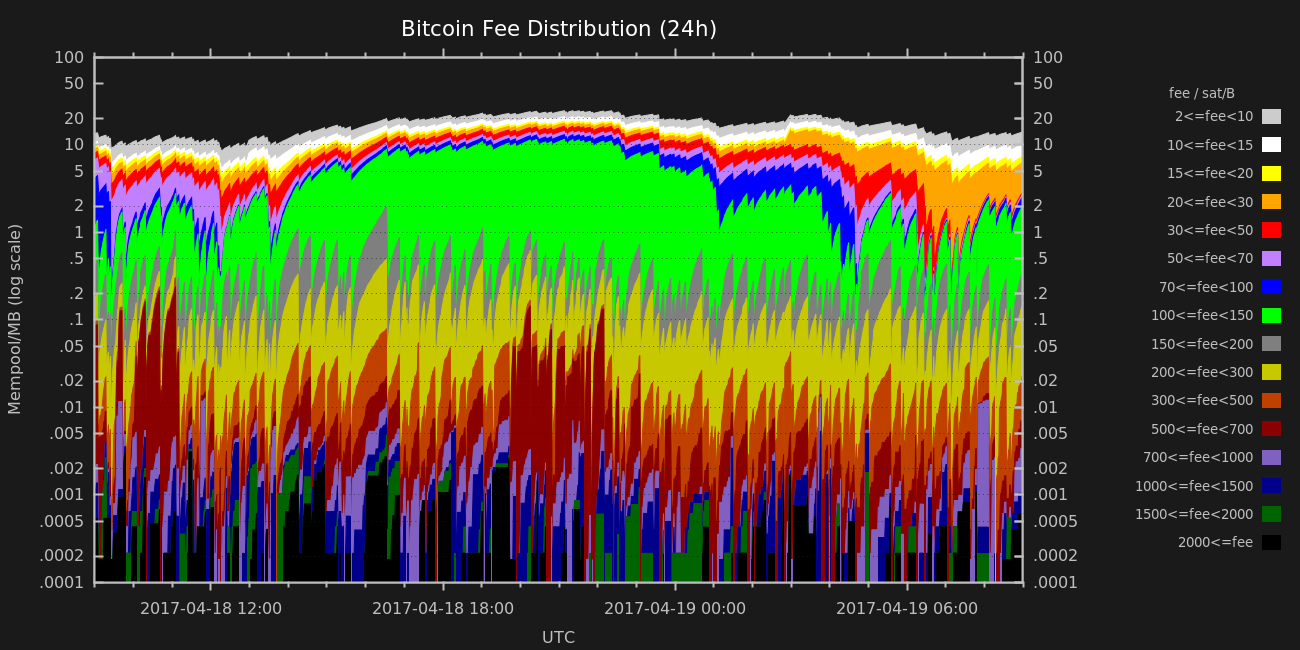 Bitcoin Fee Distribution (24h)
100
50
20
10
5
2
1
.5
.2
.1
.05
.02
.01
.005
.002
.001
.0005
.0002
.0001
Mempool/MB (log scale)
100
50
20
10
5
2
1
.5
.2
.1
.05
.02
.01
.005
.002
.001
.0005
.0002
.0001
2017-04-18 12:00
2017-04-18 18:00
2017-04-19 00:00
2017-04-19 06:00
UTC
fee / sat/B
2<=fee<10
10<=fee<15
15<=fee<20
20<=fee<30
30<=fee<50
50<=fee<70
70<=fee<100
100<=fee<150
150<=fee<200
200<=fee<300
300<=fee<500
500<=fee<700
700<=fee<1000
1000<=fee<1500
1500<=fee<2000
2000<=fee